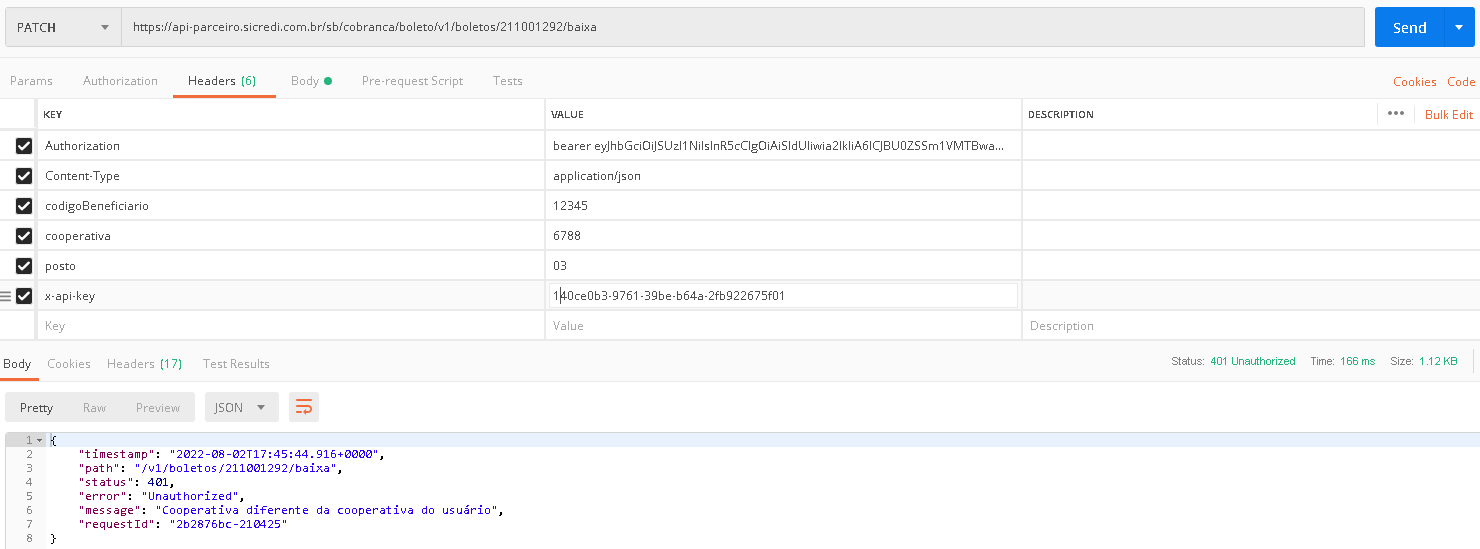 PATCH https://api-parceiro.sicredi.com.br/sb/cobranca/boleto/v1/boletos/211001292/baixa Send
Params Authorization Headers (6) Body Pre-request Script Tests Cookies Code
KEY VALUE DESCRIPTION ••• Bulk Edit
Authorization bearer eyJhbGciOiJSUzI1NiIsInR5cCIgOiAiSldUIiwia2lkIiA6ICJBU0ZSSm1VMTBwa...
Content-Type application/json
codigoBeneficiario 12345
cooperativa 6788
posto 03
x-api-key 140ce0b3-9761-39be-b64a-2fb922675f01
Key Value Description
Body Cookies Headers (17) Test Results Status: 401 Unauthorized Time: 166 ms Size: 1.12 KB
Pretty Raw Preview JSON
1 {
2 "timestamp": "2022-08-02T17:45:44.916+0000",
3 "path": "/v1/boletos/211001292/baixa",
4 "status": 401,
5 "error": "Unauthorized",
6 "message": "Cooperativa diferente da cooperativa do usuário",
7 "requestId": "2b2876bc-210425"
8 }